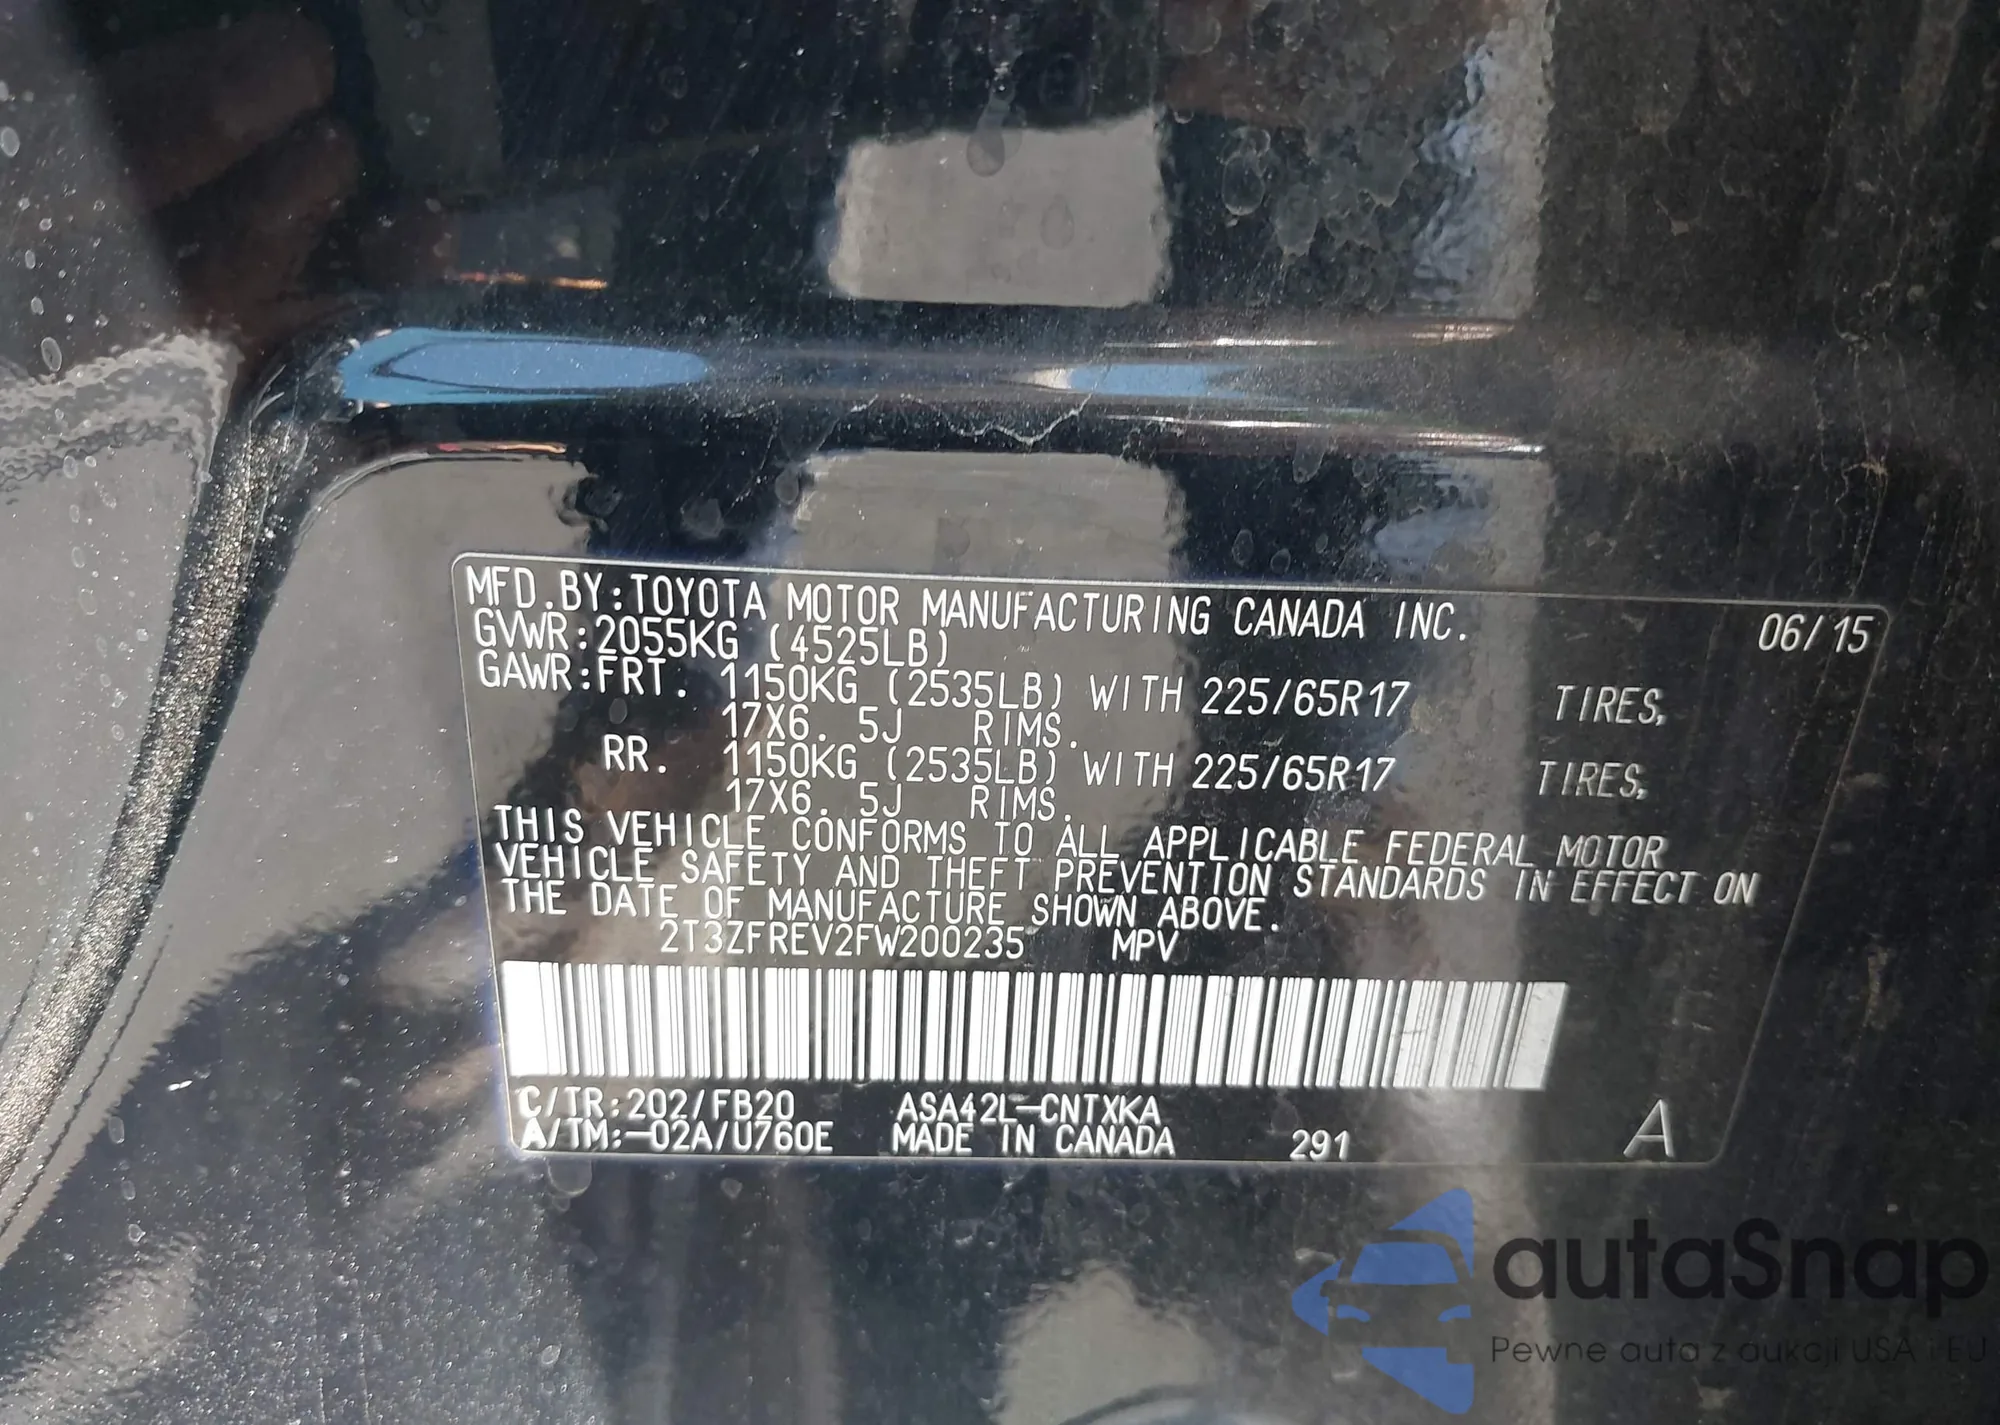 MFD.BY:TOYOTA MOTOR MANUFACTURING CANADA INC. 06/15
GVWR:2055KG (4525LB)
GAWR:FRT. 1150KG (2535LB) WITH 225/65R17 TIRES,
17X6. 5J RIMS.
RR. 1150KG (2535LB) WITH 225/65R17 TIRES,
17X6. 5J RIMS.
THIS VEHICLE CONFORMS TO ALL APPLICABLE FEDERAL MOTOR
VEHICLE SAFETY AND THEFT PREVENTION STANDARDS IN EFFECT ON
THE DATE OF MANUFACTURE SHOWN ABOVE.
2T3ZFREV2FW200235 MPV
C/TR:202/FB20 ASA42L-CNTXKA
A/TM:-02A/U760E MADE IN CANADA 291 A
autaSnap
Pewne auta z aukcji USA i EU